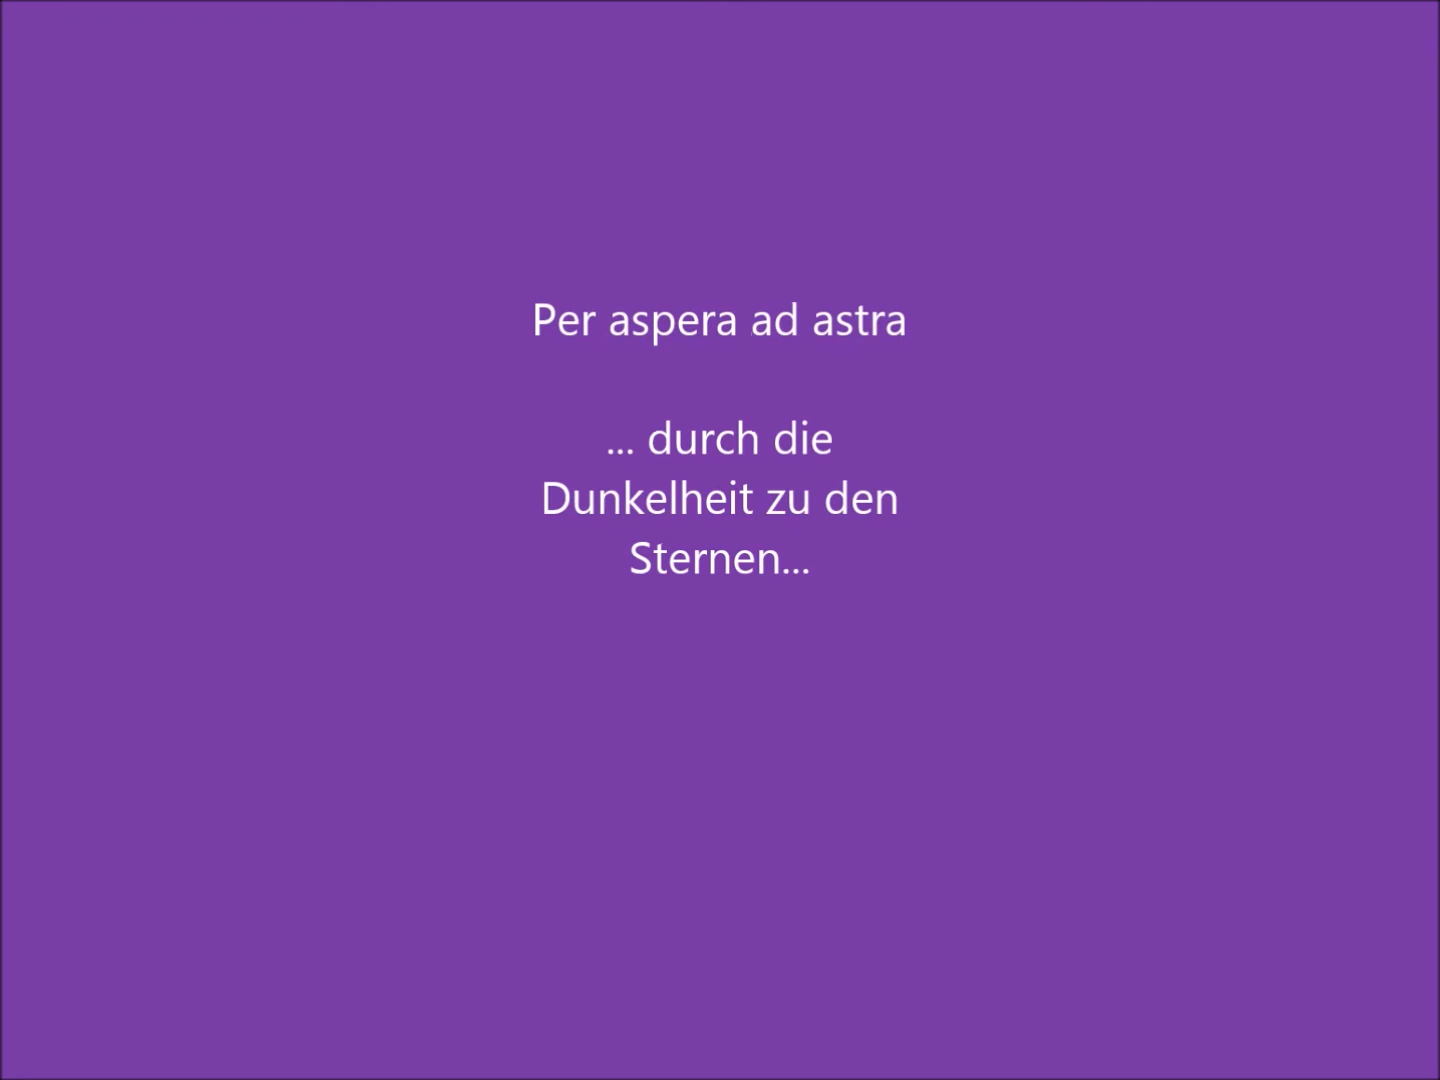 Per aspera ad astra
... durch die
Dunkelheit zu den
Sternen...